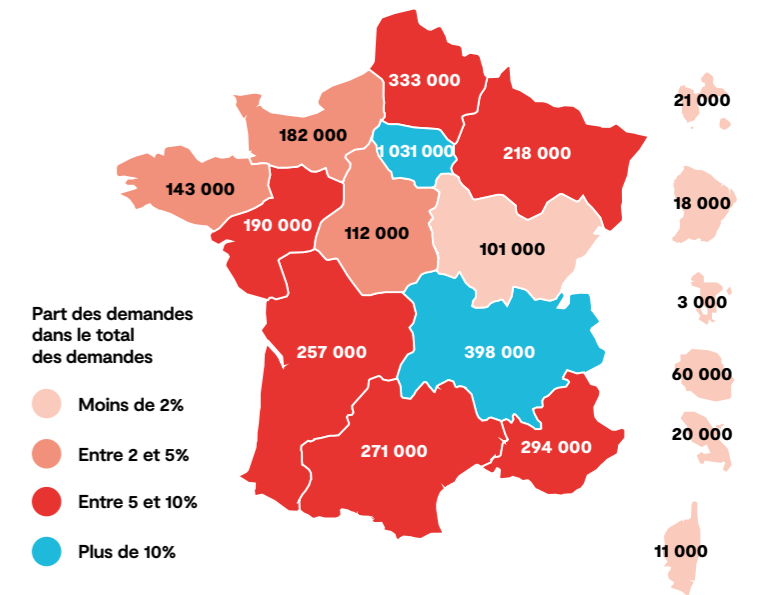 333 000
21 000
182 000
1 031 000
218 000
143 000
18 000
190 000
112 000
101 000
3 000
Part des demandes
dans le total
des demandes
257 000
398 000
60 000
Moins de 2%
20 000
271 000
294 000
Entre 2 et 5%
Entre 5 et 10%
Plus de 10%
11 000